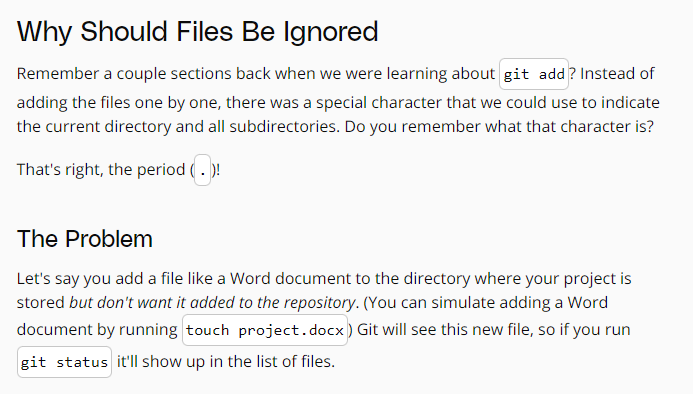 Why Should Files Be Ignored
Remember a couple sections back when we were learning about git add? Instead of
adding the files one by one, there was a special character that we could use to indicate
the current directory and all subdirectories. Do you remember what that character is?
That's right, the period (.)!
The Problem
Let's say you add a file like a Word document to the directory where your project is
stored but don't want it added to the repository. (You can simulate adding a Word
document by running touch project.docx) Git will see this new file, so if you run
git status it'll show up in the list of files.